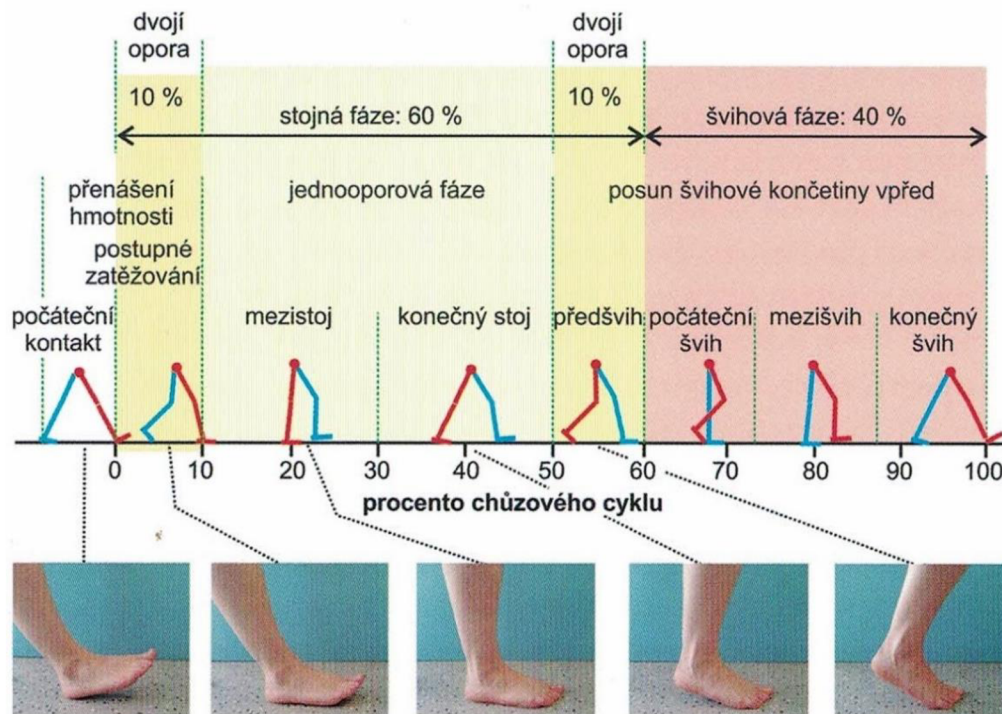 dvojí
opora
dvojí
opora
10 %
10 %
stojná fáze: 60 %
švihová fáze: 40 %
přenášení
hmotnosti
jednooporová fáze
posun švihové končetiny vpřed
postupné
zatěžování
počáteční
kontakt
mezistoj
konečný stoj
předšvih
počáteční
švih
mezišvih
konečný
švih
0 10 20 30 40 50 60 70 80 90 100
procento chůzového cyklu